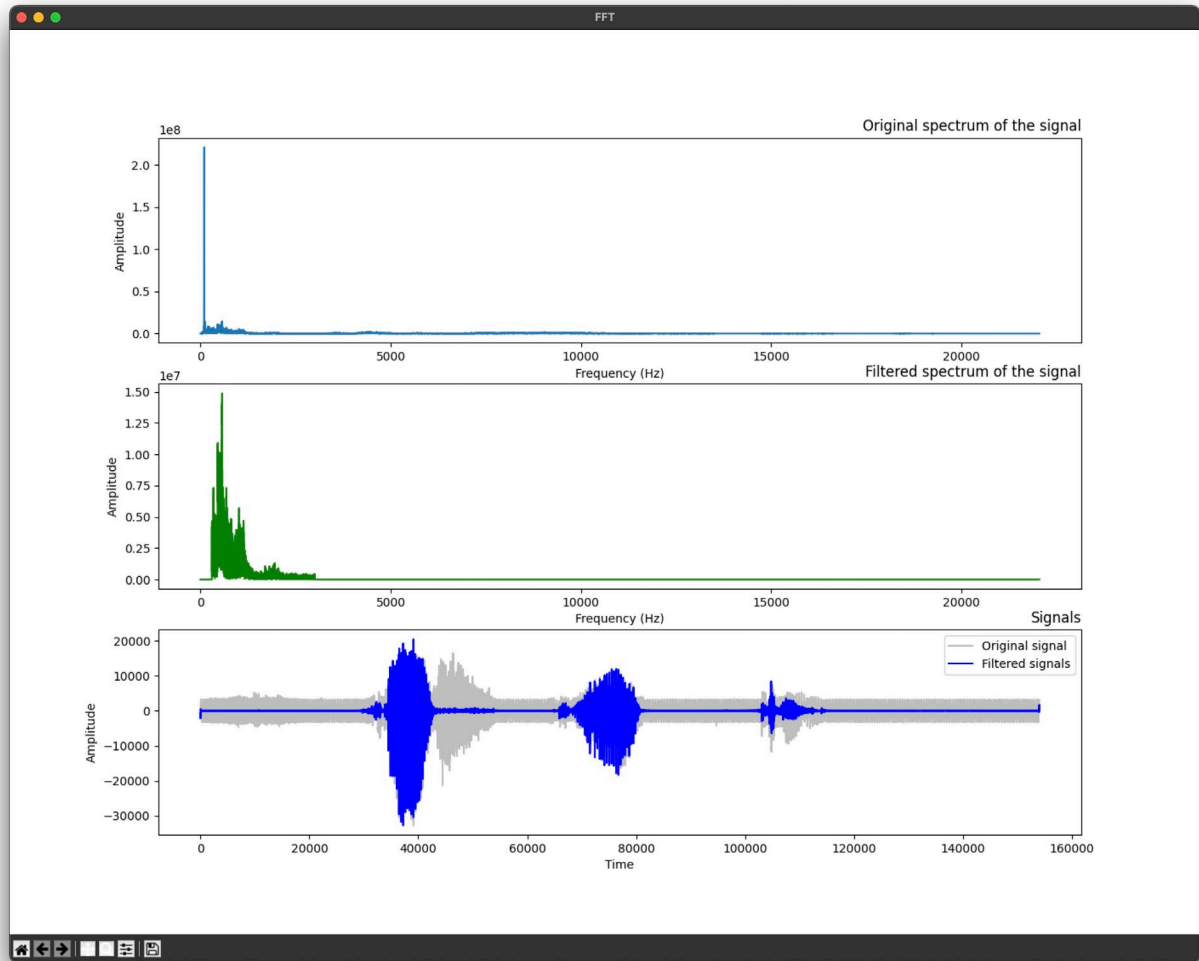 FFT
Original spectrum of the signal
1e8
2.0
1.5
1.0
0.5
0.0
Amplitude
0 5000 10000 15000 20000
Frequency (Hz)
Filtered spectrum of the signal
1e7
1.50
1.25
1.00
0.75
0.50
0.25
0.00
Amplitude
0 5000 10000 15000 20000
Frequency (Hz)
Signals
20000
10000
0
−10000
−20000
−30000
Amplitude
Original signal
Filtered signals
0 20000 40000 60000 80000 100000 120000 140000 160000
Time